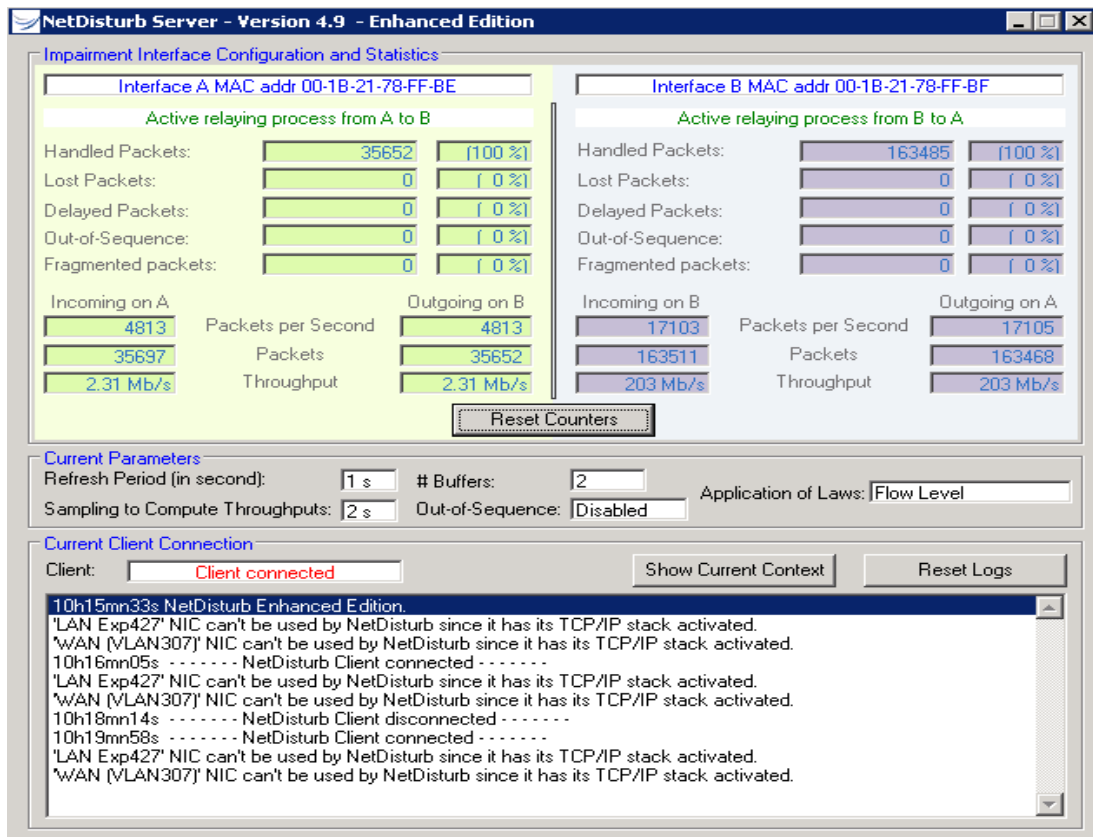 NetDisturb Server - Version 4.9 - Enhanced Edition
Impairment Interface Configuration and Statistics
Interface A MAC addr 00-1B-21-78-FF-BE
Active relaying process from A to B
Handled Packets: 35652 (100 %)
Lost Packets: 0 ( 0 %)
Delayed Packets: 0 ( 0 %)
Out-of-Sequence: 0 ( 0 %)
Fragmented packets: 0 ( 0 %)
Incoming on A Outgoing on B
4813 Packets per Second 4813
35697 Packets 35652
2.31 Mb/s Throughput 2.31 Mb/s
Interface B MAC addr 00-1B-21-78-FF-BF
Active relaying process from B to A
Handled Packets: 163485 (100 %)
Lost Packets: 0 ( 0 %)
Delayed Packets: 0 ( 0 %)
Out-of-Sequence: 0 ( 0 %)
Fragmented packets: 0 ( 0 %)
Incoming on B Outgoing on A
17103 Packets per Second 17105
163511 Packets 163468
203 Mb/s Throughput 203 Mb/s
Reset Counters
Current Parameters
Refresh Period (in second): 1 s # Buffers: 2
Sampling to Compute Throughputs: 2 s Out-of-Sequence: Disabled
Application of Laws: Flow Level
Current Client Connection
Client: Client connected Show Current Context Reset Logs
10h15mn33s NetDisturb Enhanced Edition.
'LAN Exp427' NIC can't be used by NetDisturb since it has its TCP/IP stack activated.
'WAN (VLAN307)' NIC can't be used by NetDisturb since it has its TCP/IP stack activated.
10h16mn05s - - - - - - - NetDisturb Client connected - - - - - - -
'LAN Exp427' NIC can't be used by NetDisturb since it has its TCP/IP stack activated.
'WAN (VLAN307)' NIC can't be used by NetDisturb since it has its TCP/IP stack activated.
10h18mn14s - - - - - - - NetDisturb Client disconnected - - - - - - -
10h19mn58s - - - - - - - NetDisturb Client connected - - - - - - -
'LAN Exp427' NIC can't be used by NetDisturb since it has its TCP/IP stack activated.
'WAN (VLAN307)' NIC can't be used by NetDisturb since it has its TCP/IP stack activated.